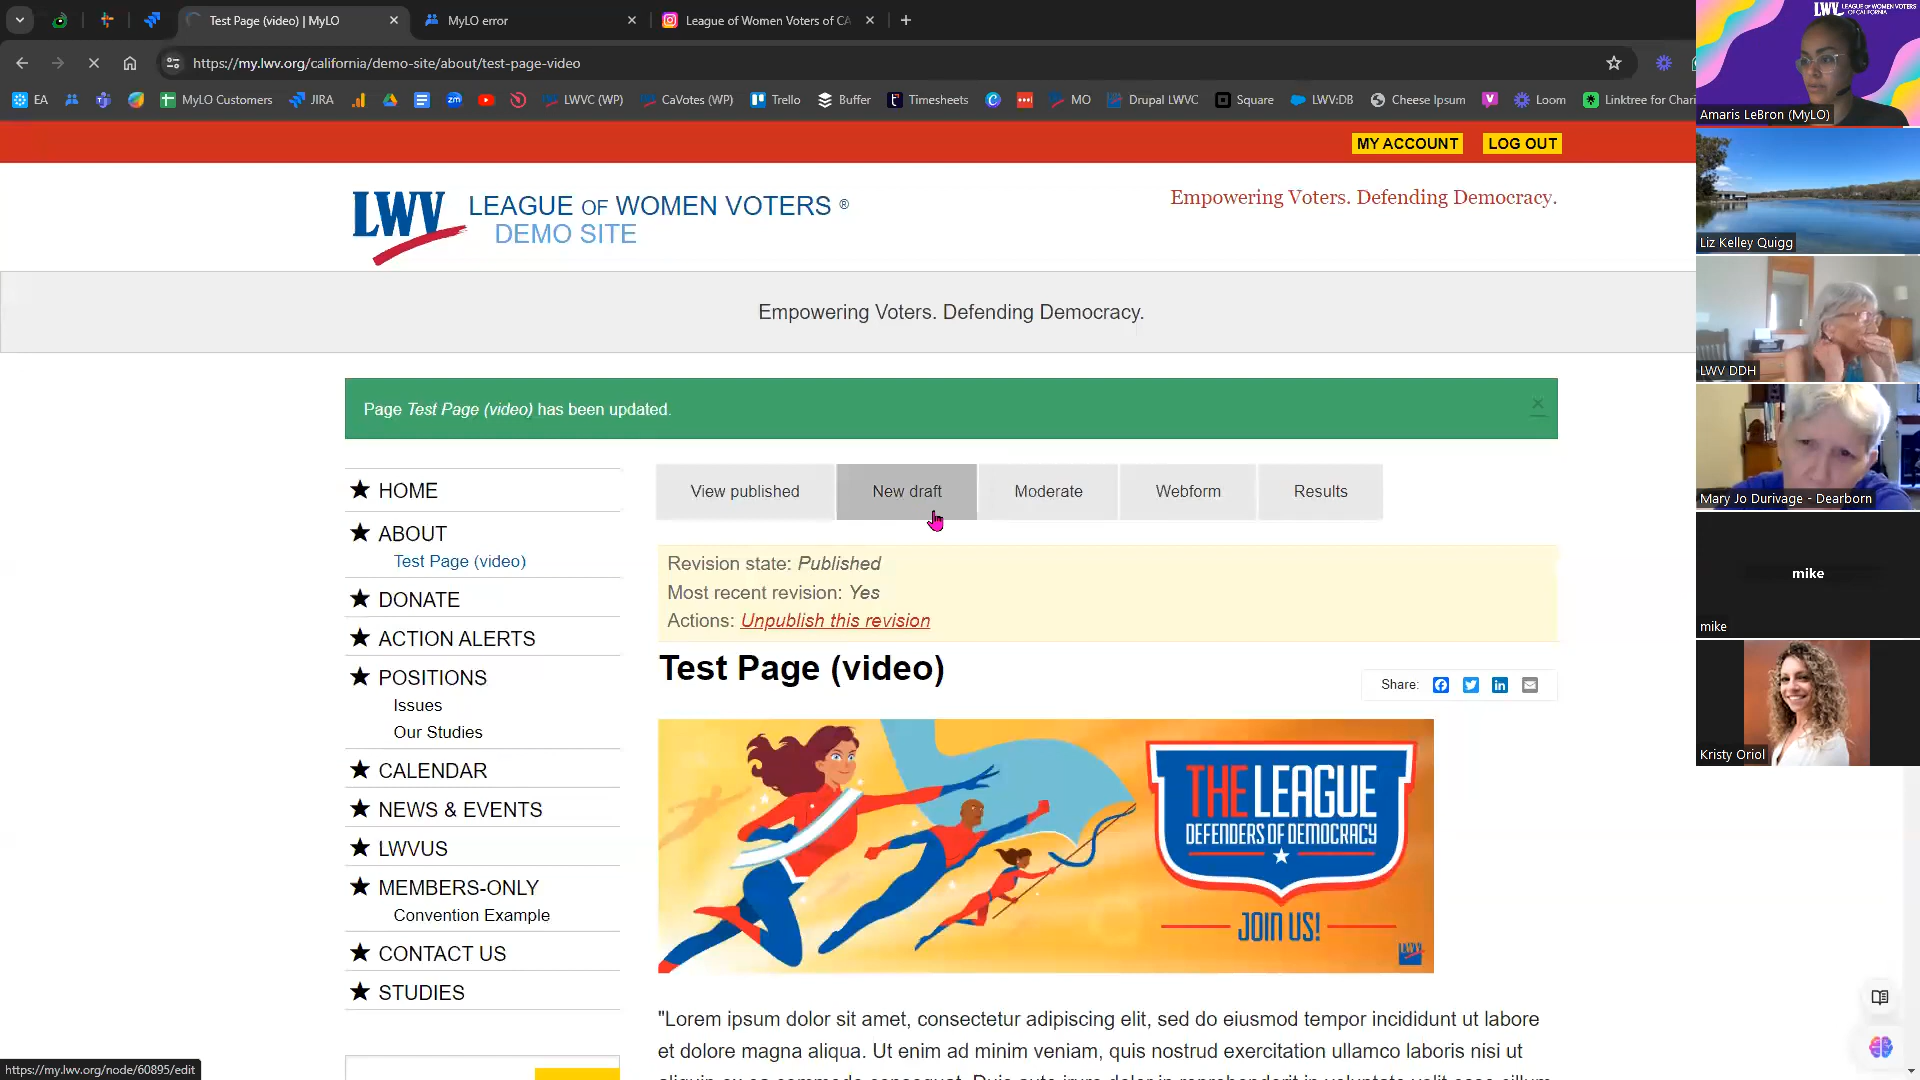 Test Page (video) | MyLO
MyLO error
League of Women Voters of CA
https://my.lwv.org/california/demo-site/about/test-page-video
EA
MyLO Customers
JIRA
LWVC (WP)
CaVotes (WP)
Trello
Buffer
Timesheets
MO
Drupal LWVC
Square
LWV:DB
Cheese Ipsum
Loom
Linktree for Chari
MY ACCOUNT
LOG OUT
LWV LEAGUE OF WOMEN VOTERS ®
DEMO SITE
Empowering Voters. Defending Democracy.
Empowering Voters. Defending Democracy.
Page Test Page (video) has been updated.
HOME
ABOUT
Test Page (video)
DONATE
ACTION ALERTS
POSITIONS
Issues
Our Studies
CALENDAR
NEWS & EVENTS
LWVUS
MEMBERS-ONLY
Convention Example
CONTACT US
STUDIES
View published
New draft
Moderate
Webform
Results
Revision state: Published
Most recent revision: Yes
Actions: Unpublish this revision
Test Page (video)
Share:
THE LEAGUE
DEFENDERS OF DEMOCRACY
JOIN US!
LWV
"Lorem ipsum dolor sit amet, consectetur adipiscing elit, sed do eiusmod tempor incididunt ut labore
et dolore magna aliqua. Ut enim ad minim veniam, quis nostrud exercitation ullamco laboris nisi ut
https://my.lwv.org/node/60895/edit
LWV LEAGUE OF WOMEN VOTERS
OF CALIFORNIA
Amaris LeBron (MyLO)
Liz Kelley Quigg
LWV DDH
Mary Jo Durivage - Dearborn
mike
mike
Kristy Oriol